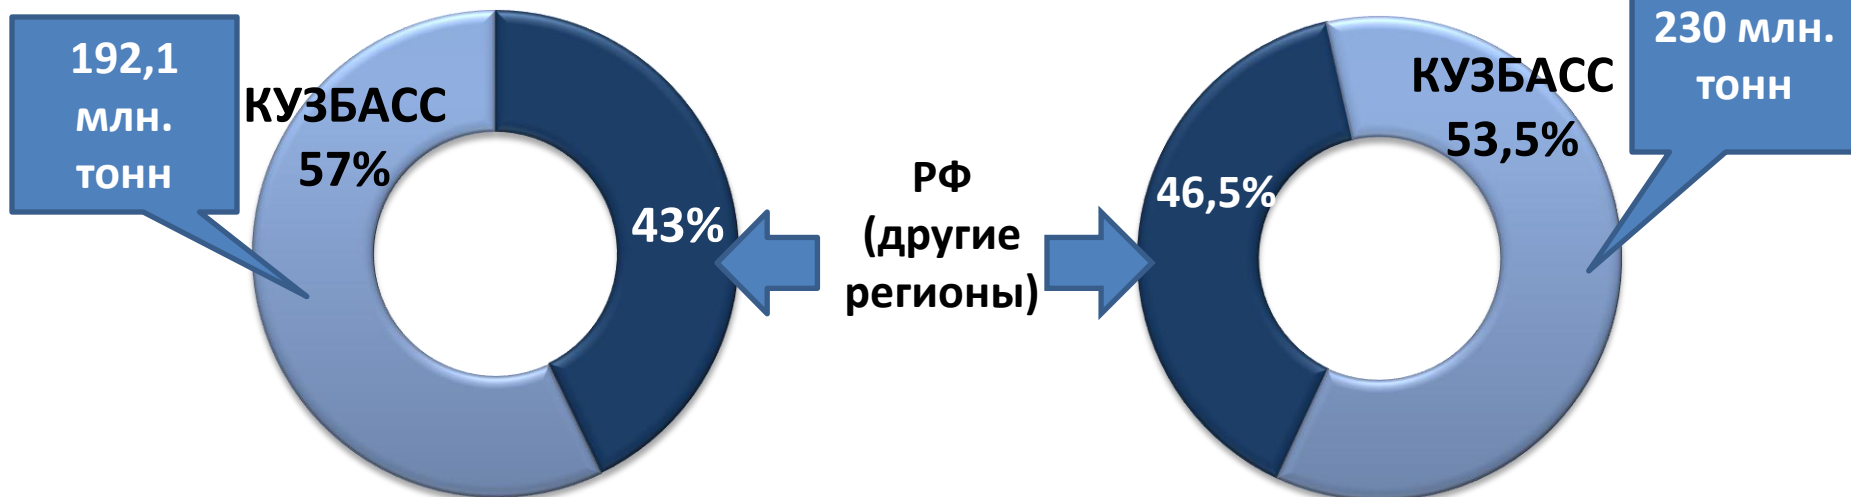 192,1
млн.
тонн
КУЗБАСС
57%
43%
РФ
(другие
регионы)
46,5%
КУЗБАСС
53,5%
230 млн.
тонн